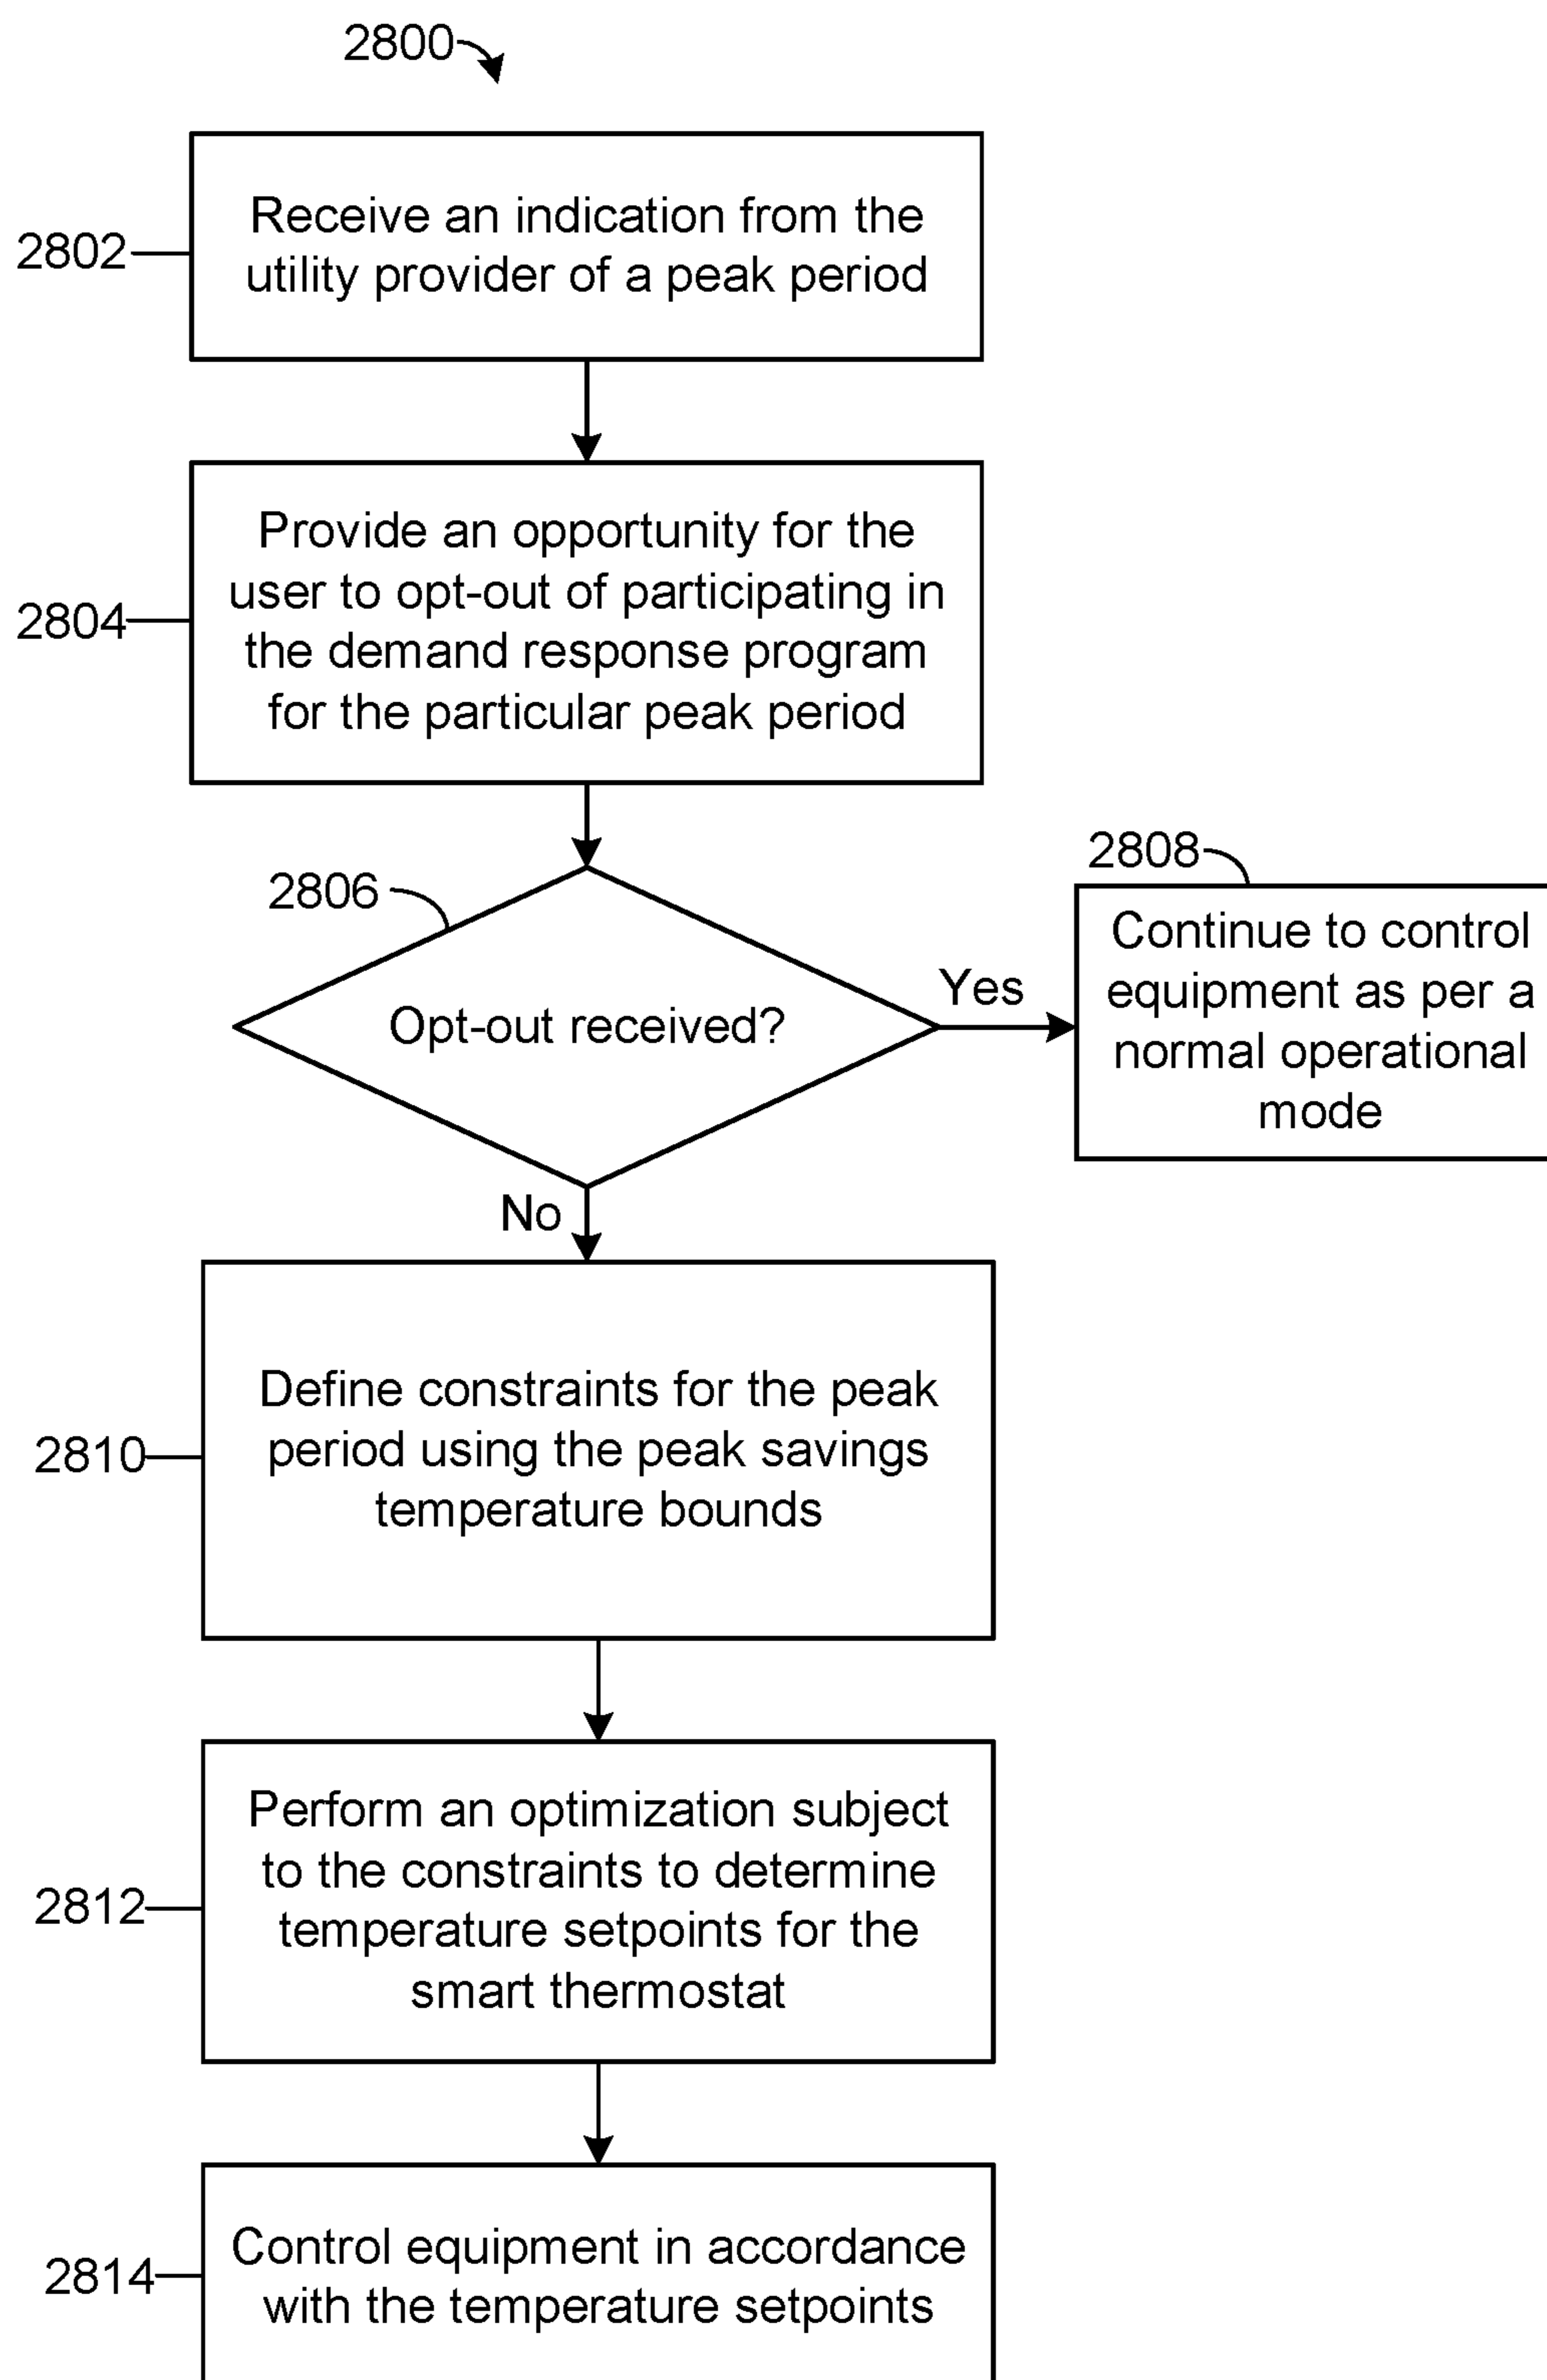 2800
2802
Receive an indication from the
utility provider of a peak period
2804
Provide an opportunity for the
user to opt-out of participating in
the demand response program
for the particular peak period
2806
Opt-out received?
Yes
2808
Continue to control
equipment as per a
normal operational
mode
No
2810
Define constraints for the peak
period using the peak savings
temperature bounds
2812
Perform an optimization subject
to the constraints to determine
temperature setpoints for the
smart thermostat
2814
Control equipment in accordance
with the temperature setpoints